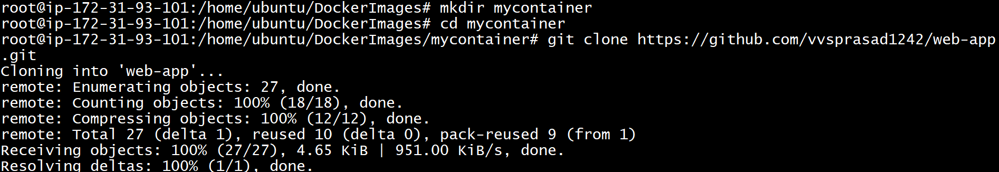 root@ip-172-31-93-101:/home/ubuntu/DockerImages# mkdir mycontainer
root@ip-172-31-93-101:/home/ubuntu/DockerImages# cd mycontainer
root@ip-172-31-93-101:/home/ubuntu/DockerImages/mycontainer# git clone https://github.com/vvsprasad1242/web-app
.git
Cloning into 'web-app'...
remote: Enumerating objects: 27, done.
remote: Counting objects: 100% (18/18), done.
remote: Compressing objects: 100% (12/12), done.
remote: Total 27 (delta 1), reused 10 (delta 0), pack-reused 9 (from 1)
Receiving objects: 100% (27/27), 4.65 KiB | 951.00 KiB/s, done.
Resolving deltas: 100% (1/1), done.